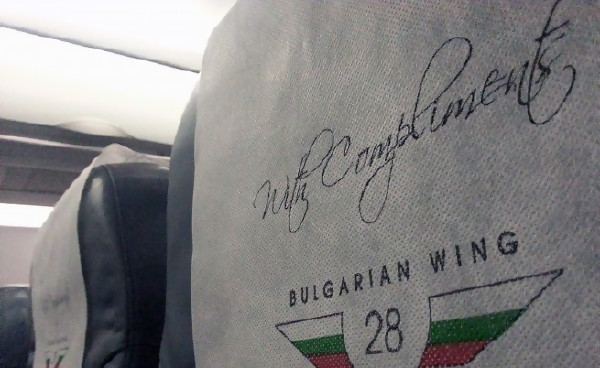 With Compliments
BULGARIAN WING
28